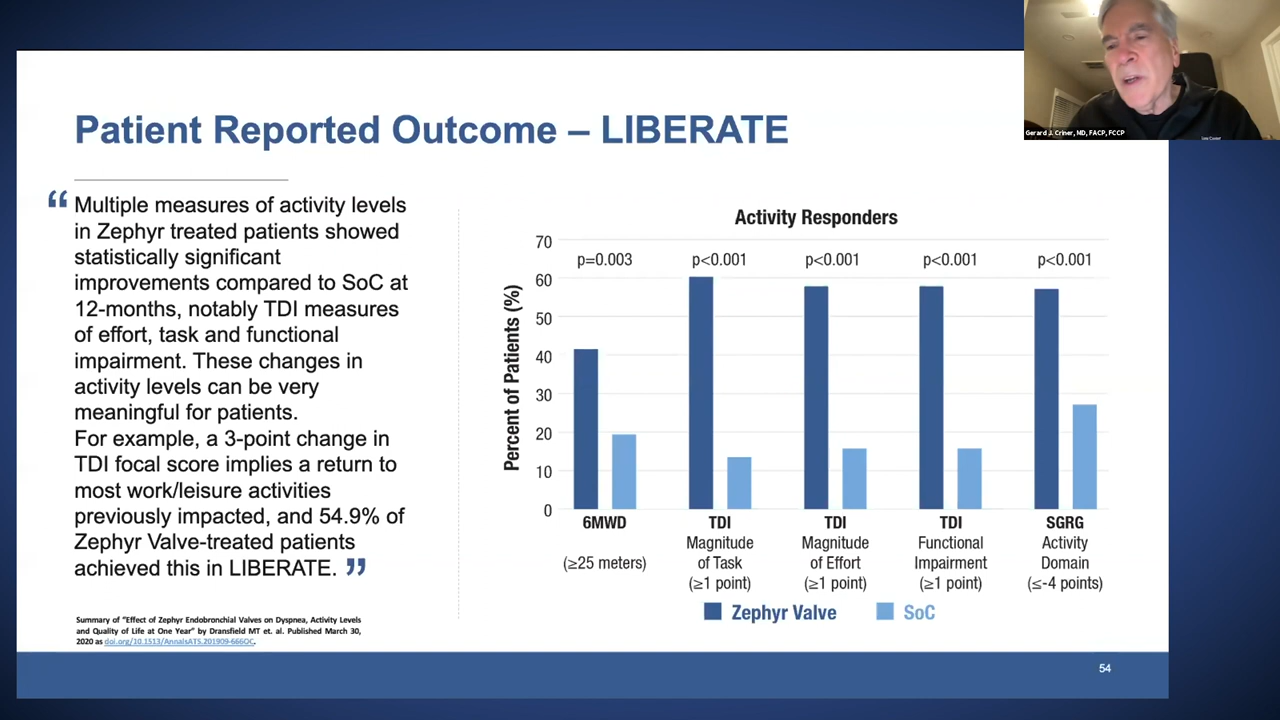 Gerard J. Criner, MD, FACP, FCCP
Patient Reported Outcome – LIBERATE
“ Multiple measures of activity levels
in Zephyr treated patients showed
statistically significant
improvements compared to SoC at
12-months, notably TDI measures
of effort, task and functional
impairment. These changes in
activity levels can be very
meaningful for patients.
For example, a 3-point change in
TDI focal score implies a return to
most work/leisure activities
previously impacted, and 54.9% of
Zephyr Valve-treated patients
achieved this in LIBERATE. ”
Summary of “Effect of Zephyr Endobronchial Valves on Dyspnea, Activity Levels
and Quality of Life at One Year” by Dransfield MT et. al. Published March 30,
2020 as doi.org/10.1513/AnnalsATS.201909-666OC.
Activity Responders
Percent of Patients (%)
70
60
50
40
30
20
10
0
p=0.003
p<0.001
p<0.001
p<0.001
p<0.001
6MWD
(≥25 meters)
TDI
Magnitude
of Task
(≥1 point)
TDI
Magnitude
of Effort
(≥1 point)
TDI
Functional
Impairment
(≥1 point)
SGRG
Activity
Domain
(≤-4 points)
Zephyr Valve
SoC
54